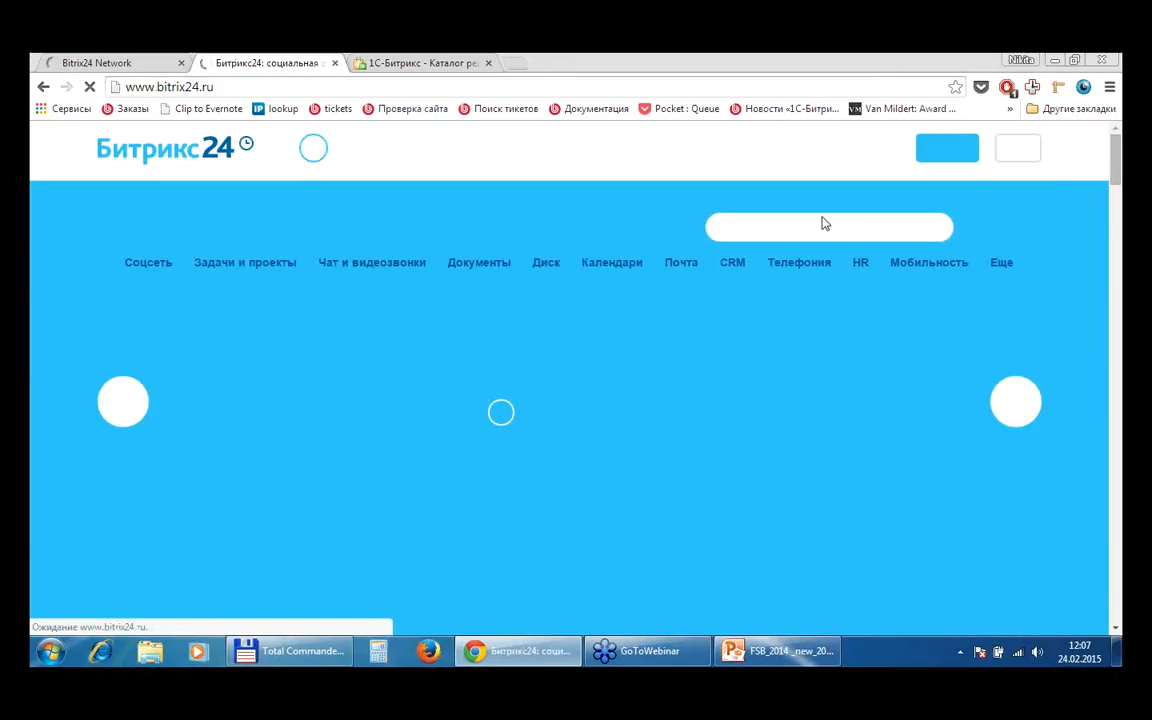 Bitrix24 Network
Битрикс24: социальная
1С-Битрикс - Каталог ре
Nikita
www.bitrix24.ru
Сервисы
Заказы
Clip to Evernote
IP lookup
tickets
Проверка сайта
Поиск тикетов
Документация
Pocket : Queue
Новости «1С-Битри...
VM Van Mildert: Award ...
»
Другие закладки
Битрикс24
Соцсеть Задачи и проекты Чат и видеозвонки Документы Диск Календари Почта CRM Телефония HR Мобильность Еще
Ожидание www.bitrix24.ru...
Total Commande...
Битрикс24: соци...
GoToWebinar
FSB_2014 _new_20...
12:07
24.02.2015